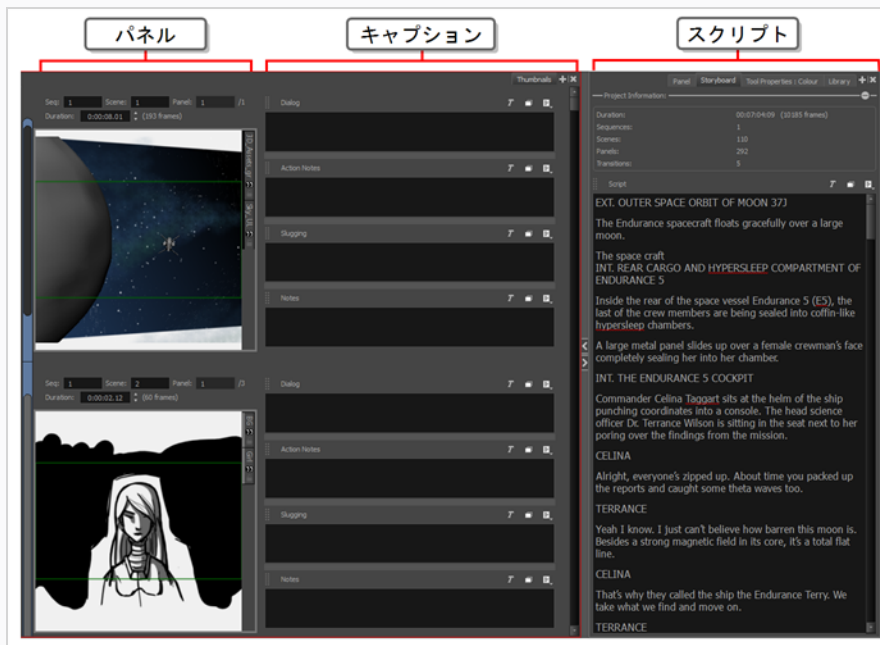 パネル
キャプション
スクリプト
Thumbnails
Panel Storyboard Tool Properties : Colour Library
Seq: 1 Scene: 1 Panel: 1 /1
Duration: 0:00:08.01 (193 frames)
Dialog
Action Notes
Slugging
Notes
Seq: 1 Scene: 2 Panel: 1 /3
Duration: 0:00:02.12 (60 frames)
Dialog
Action Notes
Slugging
Notes
Project Information:
Duration: 00:07:04:09 (10185 frames)
Sequences: 1
Scenes: 110
Panels: 292
Transitions: 5
Script
EXT. OUTER SPACE ORBIT OF MOON 37J
The Endurance spacecraft floats gracefully over a large
moon.
The space craft
INT. REAR CARGO AND HYPERSLEEP COMPARTMENT OF
ENDURANCE 5
Inside the rear of the space vessel Endurance 5 (E5), the
last of the crew members are being sealed into coffin-like
hypersleep chambers.
A large metal panel slides up over a female crewman's face
completely sealing her into her chamber.
INT. THE ENDURANCE 5 COCKPIT
Commander Celina Taggart sits at the helm of the ship
punching coordinates into a console. The head science
officer Dr. Terrance Wilson is sitting in the seat next to her
poring over the findings from the mission.
CELINA
Alright, everyone's zipped up. About time you packed up
the reports and caught some theta waves too.
TERRANCE
Yeah I know. I just can't believe how barren this moon is.
Besides a strong magnetic field in its core, it's a total flat
line.
CELINA
That's why they called the ship the Endurance Terry. We
take what we find and move on.
TERRANCE